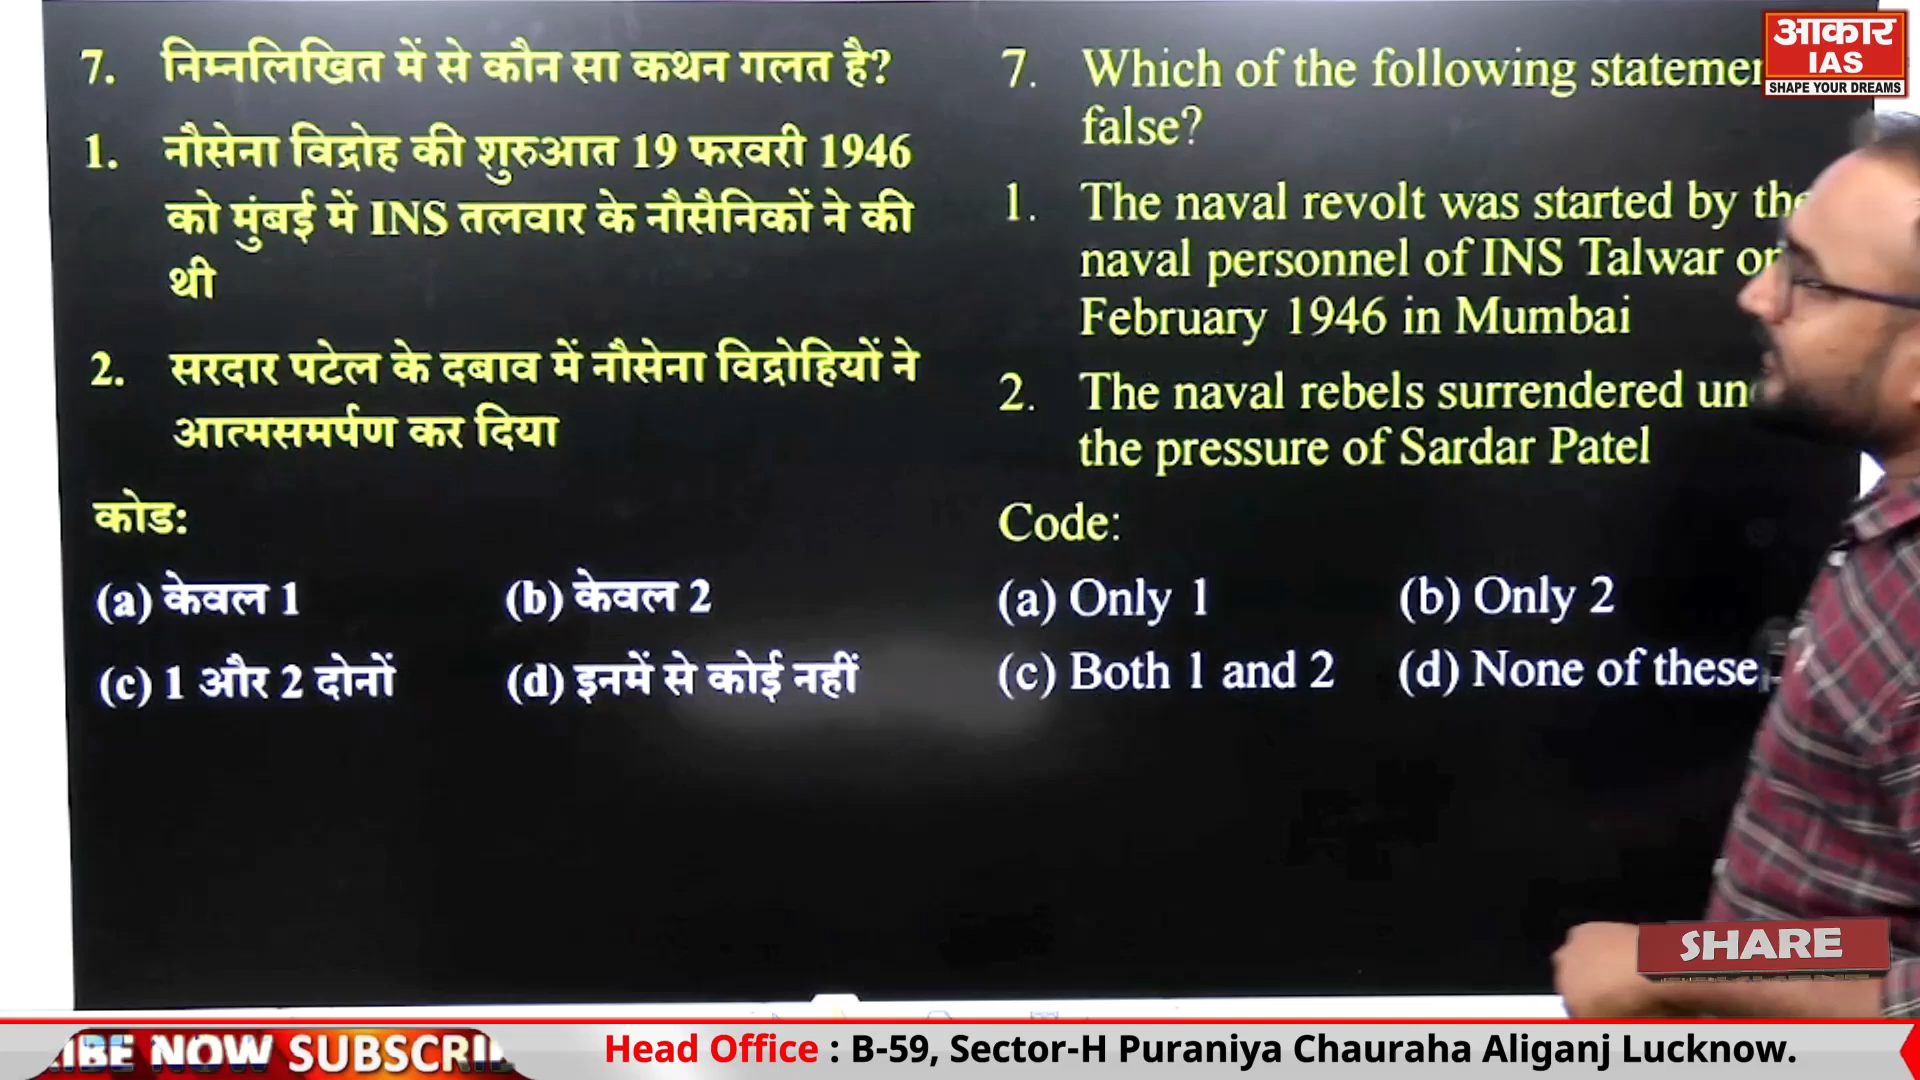 7. निम्नलिखित में से कौन सा कथन गलत है?
1. नौसेना विद्रोह की शुरुआत 19 फरवरी 1946
को मुंबई में INS तलवार के नौसैनिकों ने की
थी
2. सरदार पटेल के दबाव में नौसेना विद्रोहियों ने
आत्मसमर्पण कर दिया
कोड:
(a) केवल 1 (b) केवल 2
(c) 1 और 2 दोनों (d) इनमें से कोई नहीं
7. Which of the following
false?
1. The naval revolt was started by the
naval personnel of INS Talwar
February 1946 in Mumbai
2. The naval rebels surrendered
the pressure of Sardar Patel
Code:
(a) Only 1 (b) Only 2
(c) Both 1 and 2 (d) None of these
आकार
IAS
SHAPE YOUR DREAMS
SHARE
NOW SUBSCRI
Head Office : B-59, Sector-H Puraniya Chauraha Aliganj Lucknow.